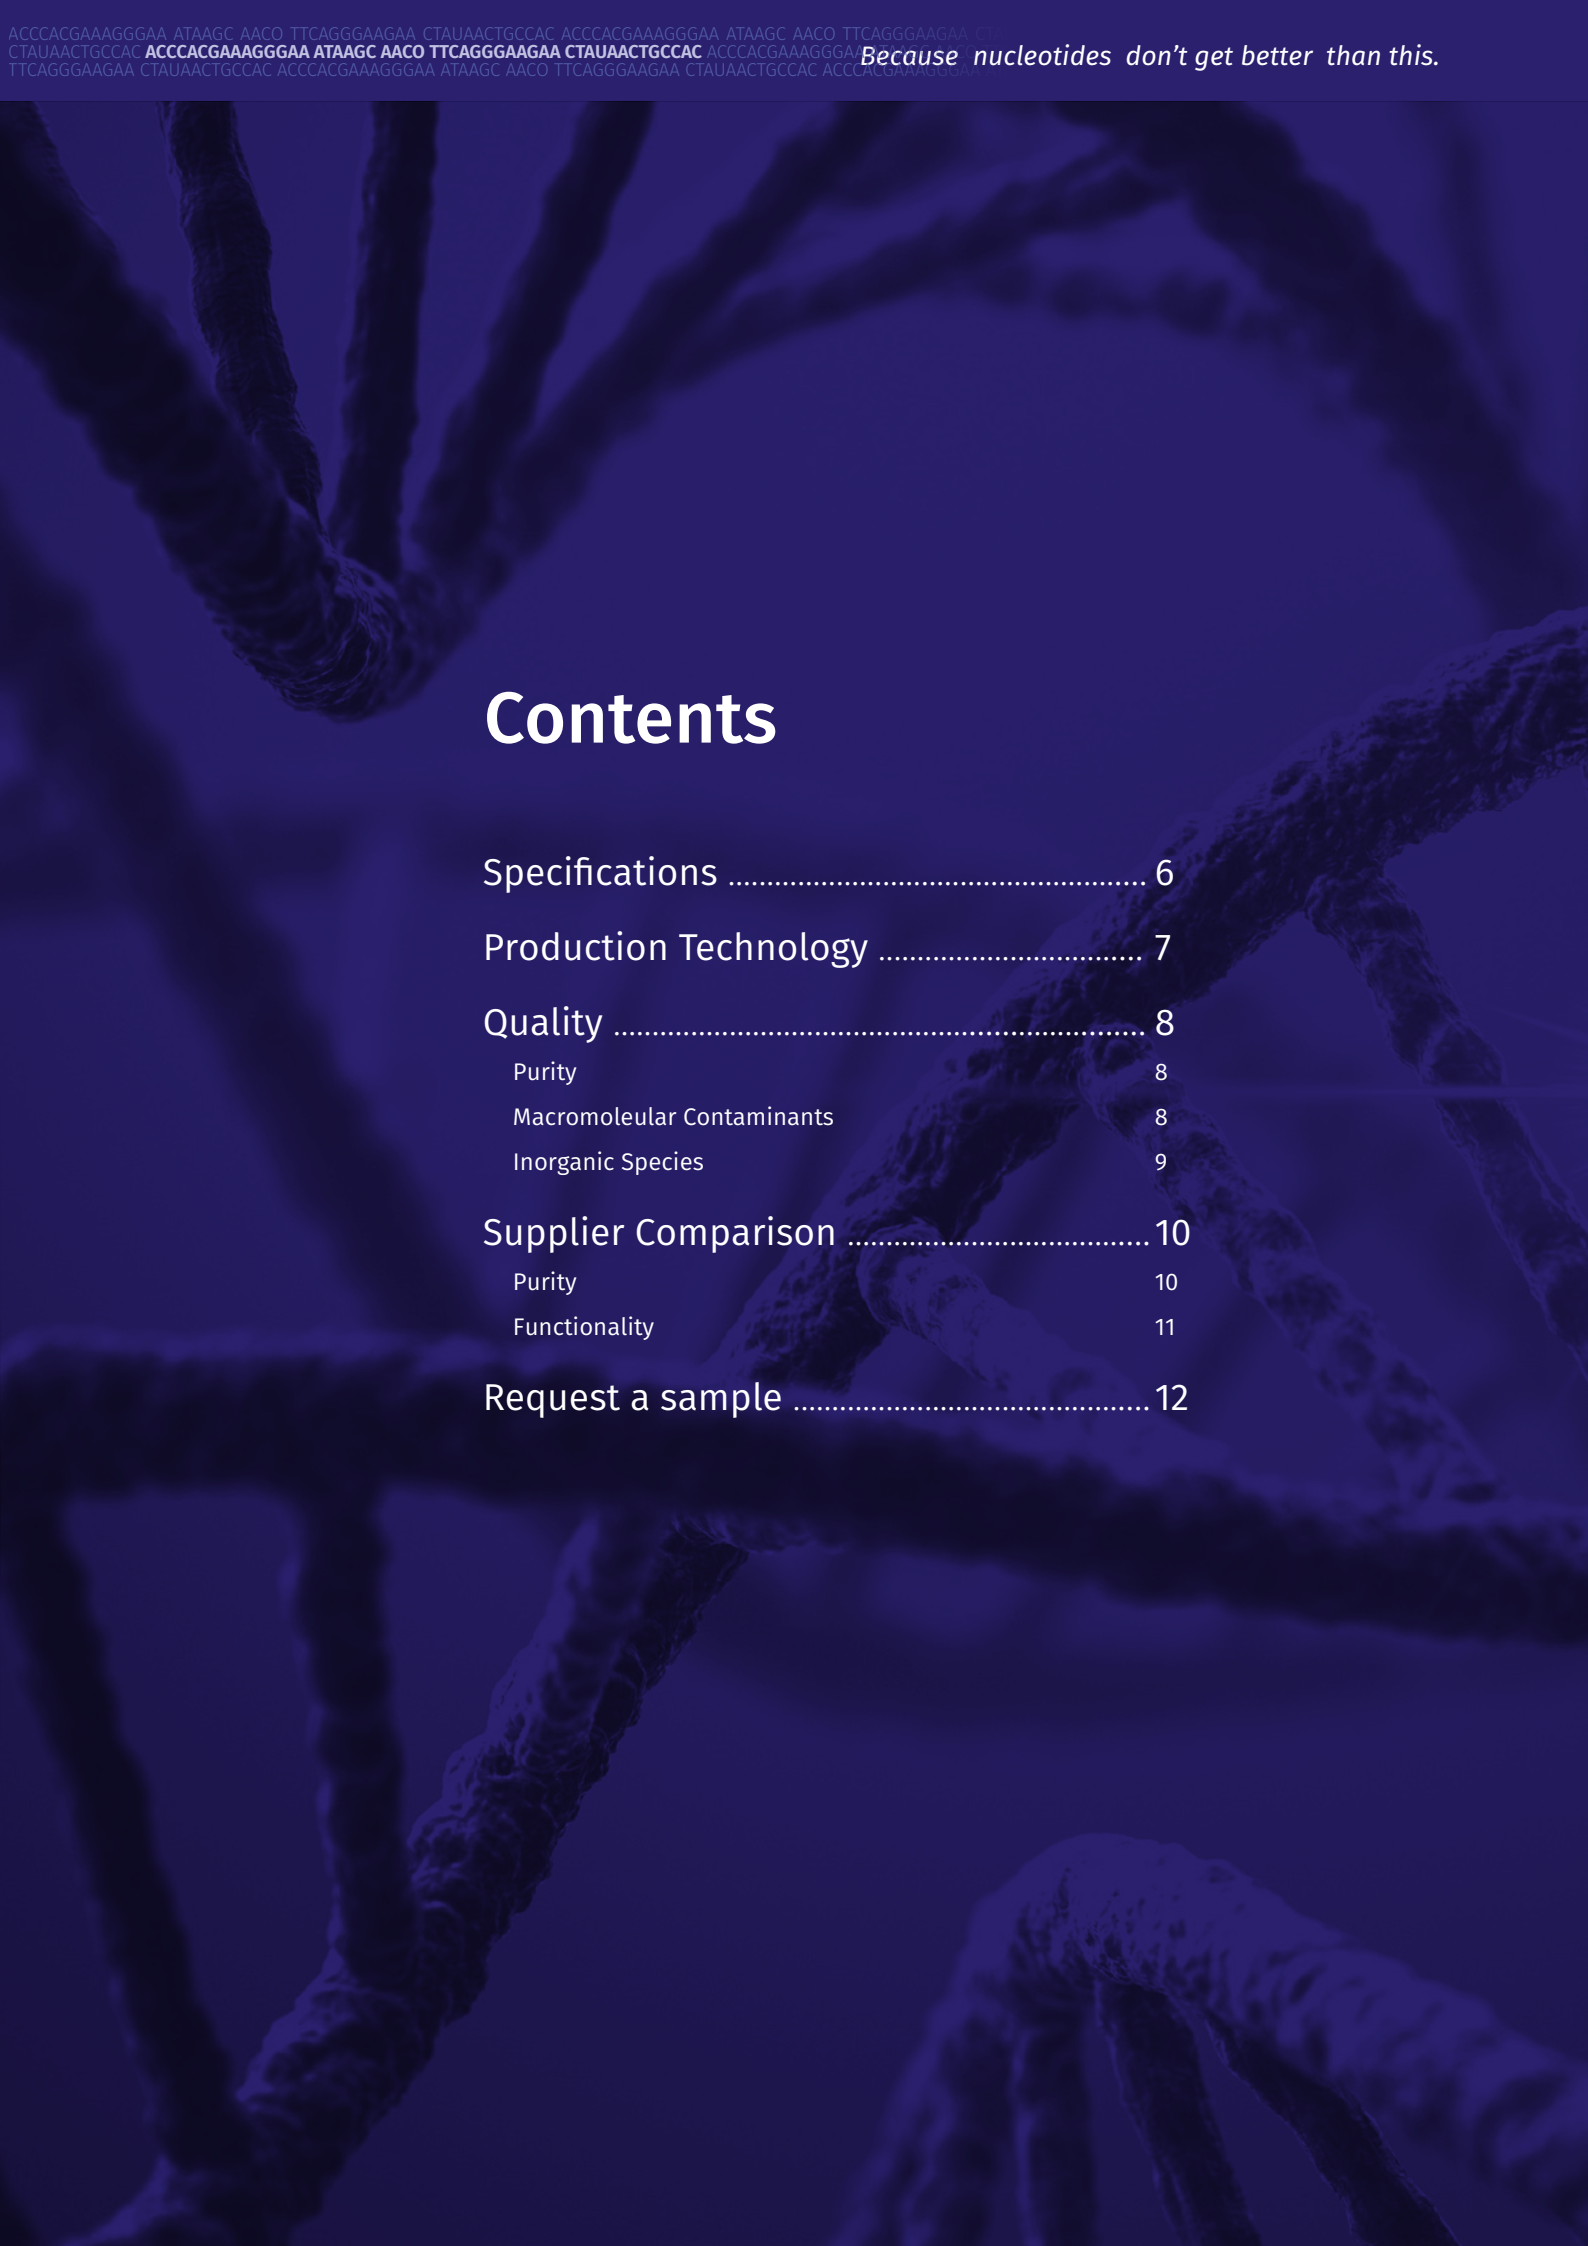 ACCCACGAAAGGGAA ATAAGC AACO TTCAGGGAAGAA CTAUAACTGCCAC ACCCACGAAAGGGAA ATAAGC AACO TTCAGGGAAGAA
CTAUAACTGCCAC ACCCACGAAAGGGAA ATAAGC AACO TTCAGGGAAGAA CTAUAACTGCCAC ACCCACGAAAGGGAA
TTCAGGGAAGAA CTAUAACTGCCAC ACCCACGAAAGGGAA ATAAGC AACO TTCAGGGAAGAA CTAUAACTGCCAC ACCCACGAAAGGGAA
Because nucleotides don’t get better than this.
Contents
Specifications ........................................................ 6
Production Technology ................................... 7
Quality ....................................................................... 8
Purity 8
Macromoleular Contaminants 8
Inorganic Species 9
Supplier Comparison ........................................ 10
Purity 10
Functionality 11
Request a sample ............................................... 12